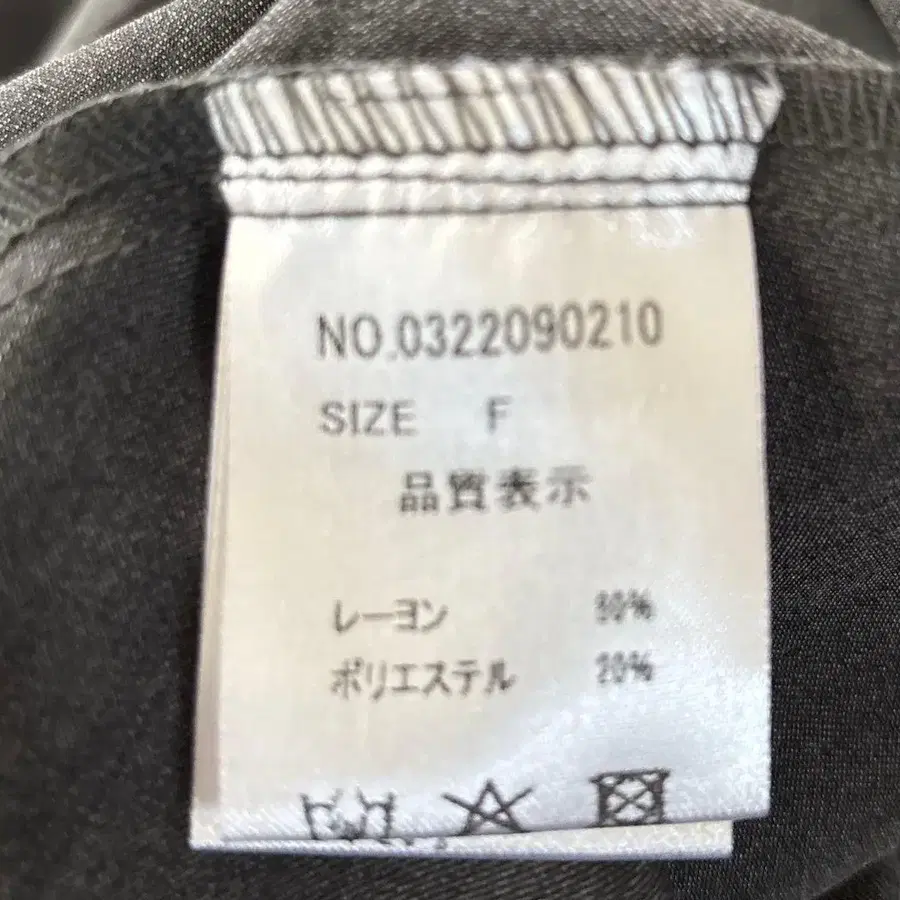 NO.0322090210
SIZE F
品質表示
レーヨン 80%
ポリエステル 20%